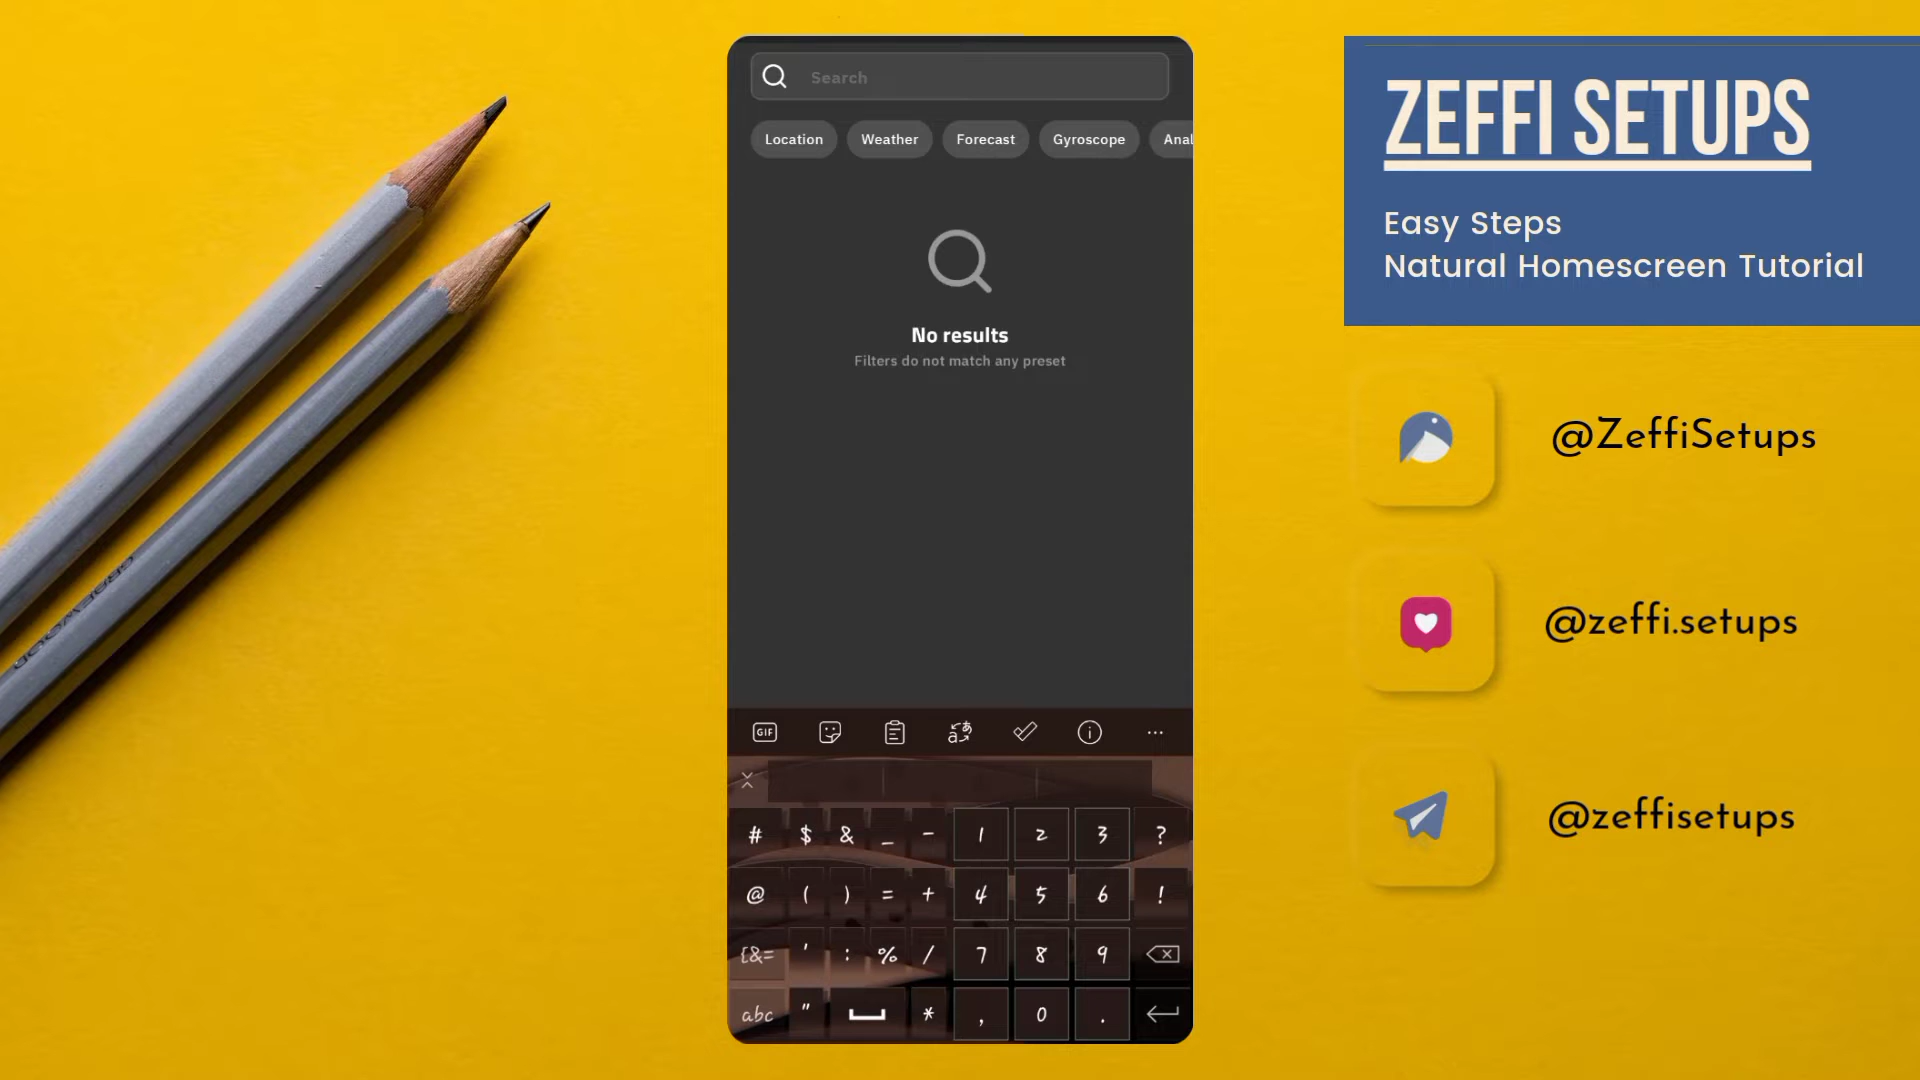 Search
Location Weather Forecast Gyroscope Anal
No results
Filters do not match any preset
GIF
# $ & _ - 1 2 3 ?
@ ( ) = + 4 5 6 !
{&= ' : % / 7 8 9
abc " * , 0 .
ZEFFI SETUPS
Easy Steps
Natural Homescreen Tutorial
@ZeffiSetups
@zeffi.setups
@zeffisetups